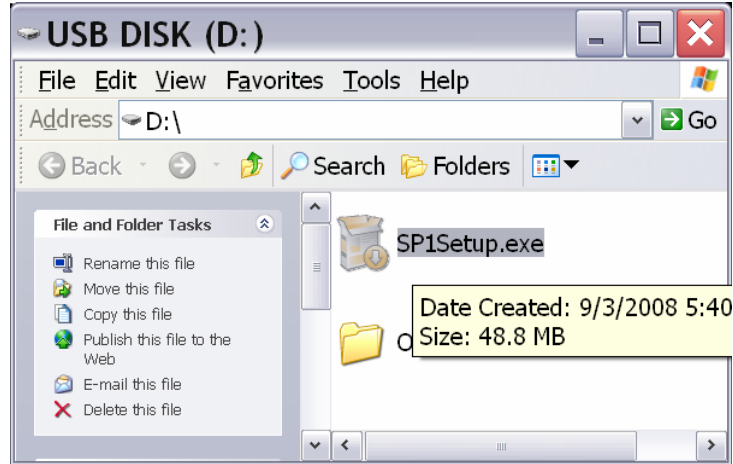 USB DISK (D:)
File Edit View Favorites Tools Help
Address D:\ Go
Back Search Folders
File and Folder Tasks
Rename this file
Move this file
Copy this file
Publish this file to the
Web
E-mail this file
Delete this file
SP1Setup.exe
Date Created: 9/3/2008 5:40
Size: 48.8 MB
O